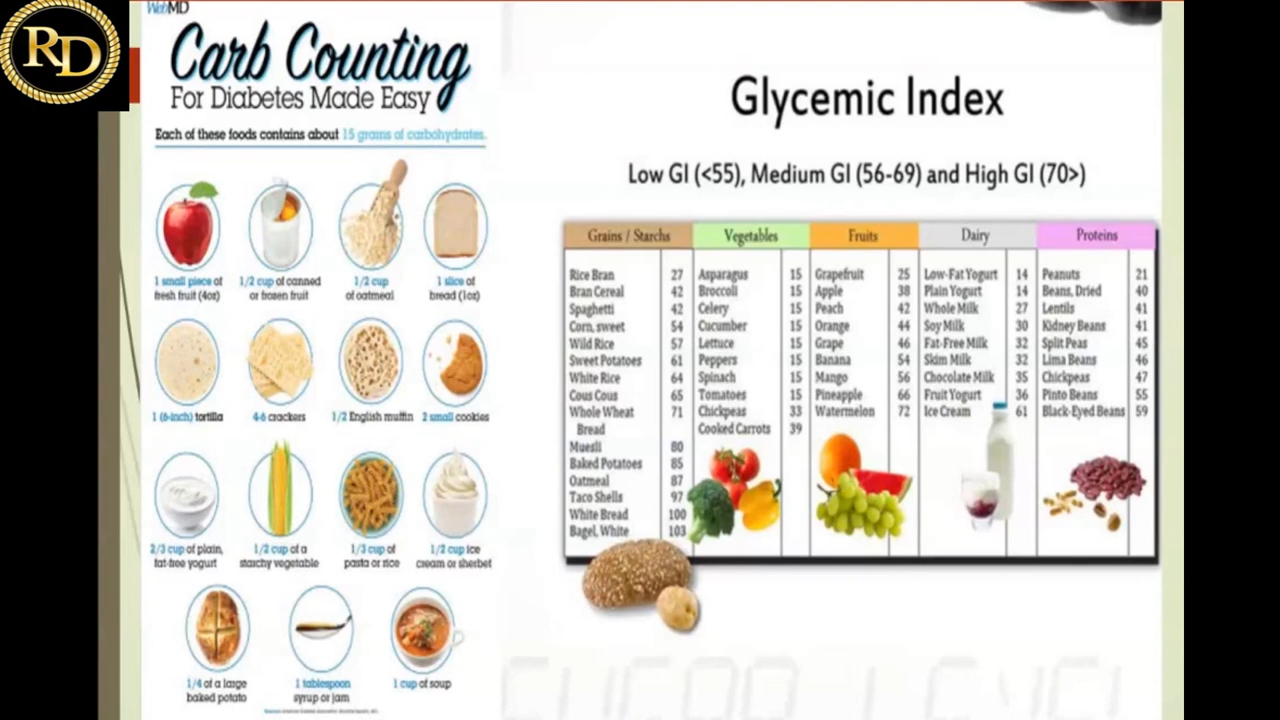 RD
WebMD
Carb Counting
For Diabetes Made Easy
Each of these foods contains about 15 grams of carbohydrates.
1 small piece of
fresh fruit (4oz)
1/2 cup of canned
or frozen fruit
1/2 cup
of oatmeal
1 slice of
bread (1oz)
1 (6-inch) tortilla
4-6 crackers
1/2 English muffin
2 small cookies
2/3 cup of plain,
fat-free yogurt
1/2 cup of a
starchy vegetable
1/3 cup of
pasta or rice
1/2 cup ice
cream or sherbet
1/4 of a large
baked potato
1 tablespoon
syrup or jam
1 cup of soup
Glycemic Index
Low GI (<55), Medium GI (56-69) and High GI (70>)
Grains / Starchs Vegetables Fruits Dairy Proteins
Rice Bran 27 Asparagus 15 Grapefruit 25 Low-Fat Yogurt 14 Peanuts 21
Bran Cereal 42 Broccoli 15 Apple 38 Plain Yogurt 14 Beans, Dried 40
Spaghetti 42 Celery 15 Peach 42 Whole Milk 27 Lentils 41
Corn, sweet 54 Cucumber 15 Orange 44 Soy Milk 30 Kidney Beans 41
Wild Rice 57 Lettuce 15 Grape 46 Fat-Free Milk 32 Split Peas 45
Sweet Potatoes 61 Peppers 15 Banana 54 Skim Milk 32 Lima Beans 46
White Rice 64 Spinach 15 Mango 56 Chocolate Milk 35 Chickpeas 47
Cous Cous 65 Tomatoes 15 Pineapple 66 Fruit Yogurt 36 Pinto Beans 55
Whole Wheat 71 Chickpeas 33 Watermelon 72 Ice Cream 61 Black-Eyed Beans 59
Bread Cooked Carrots 39
Muesli 80
Baked Potatoes 85
Oatmeal 87
Taco Shells 97
White Bread 100
Bagel, White 103